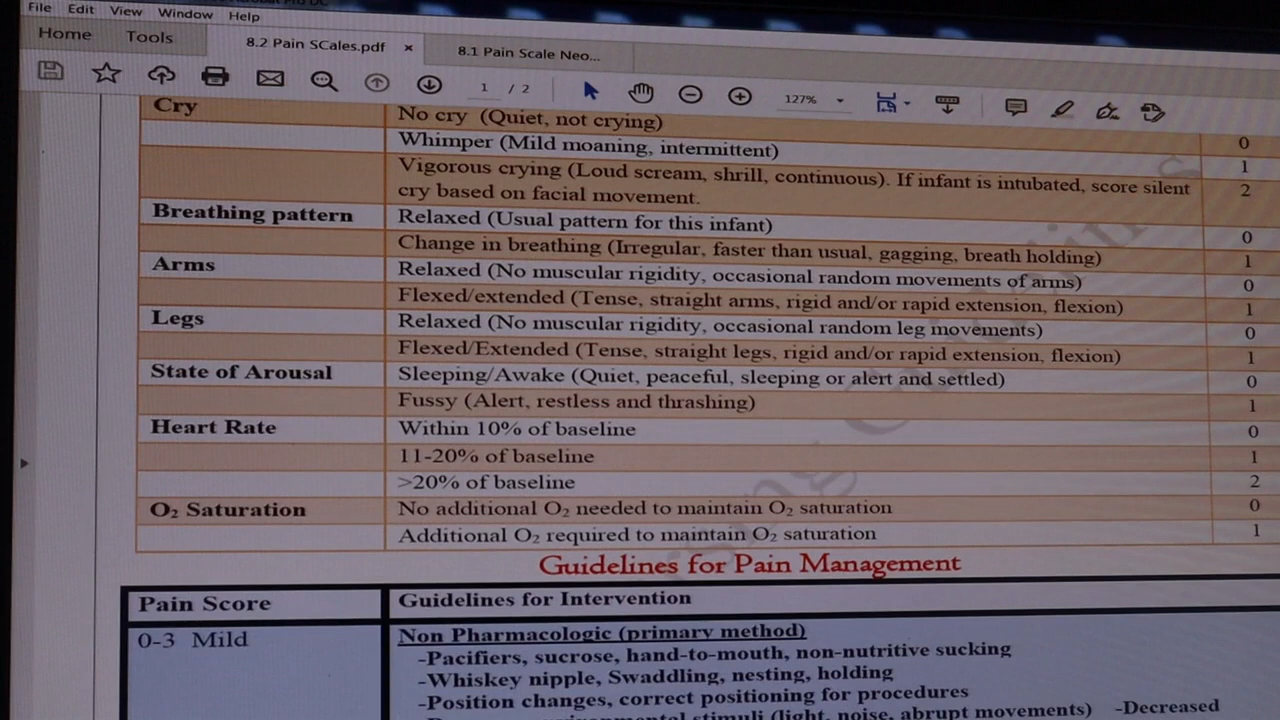 File Edit View Window Help
Home Tools 8.2 Pain SCales.pdf × 8.1 Pain Scale Neo...
1 / 2 127%
Cry No cry (Quiet, not crying) 0
Whimper (Mild moaning, intermittent) 1
Vigorous crying (Loud scream, shrill, continuous). If infant is intubated, score silent 2
cry based on facial movement.
Breathing pattern Relaxed (Usual pattern for this infant) 0
Change in breathing (Irregular, faster than usual, gagging, breath holding) 1
Arms Relaxed (No muscular rigidity, occasional random movements of arms) 0
Flexed/extended (Tense, straight arms, rigid and/or rapid extension, flexion) 1
Legs Relaxed (No muscular rigidity, occasional random leg movements) 0
Flexed/Extended (Tense, straight legs, rigid and/or rapid extension, flexion) 1
State of Arousal Sleeping/Awake (Quiet, peaceful, sleeping or alert and settled) 0
Fussy (Alert, restless and thrashing) 1
Heart Rate Within 10% of baseline 0
11-20% of baseline 1
>20% of baseline 2
O₂ Saturation No additional O₂ needed to maintain O₂ saturation 0
Additional O₂ required to maintain O₂ saturation 1
Guidelines for Pain Management
Pain Score Guidelines for Intervention
0-3 Mild Non Pharmacologic (primary method)
-Pacifiers, sucrose, hand-to-mouth, non-nutritive sucking
-Whiskey nipple, Swaddling, nesting, holding
-Position changes, correct positioning for procedures
stimuli (light, noise, abrupt movements) -Decreased